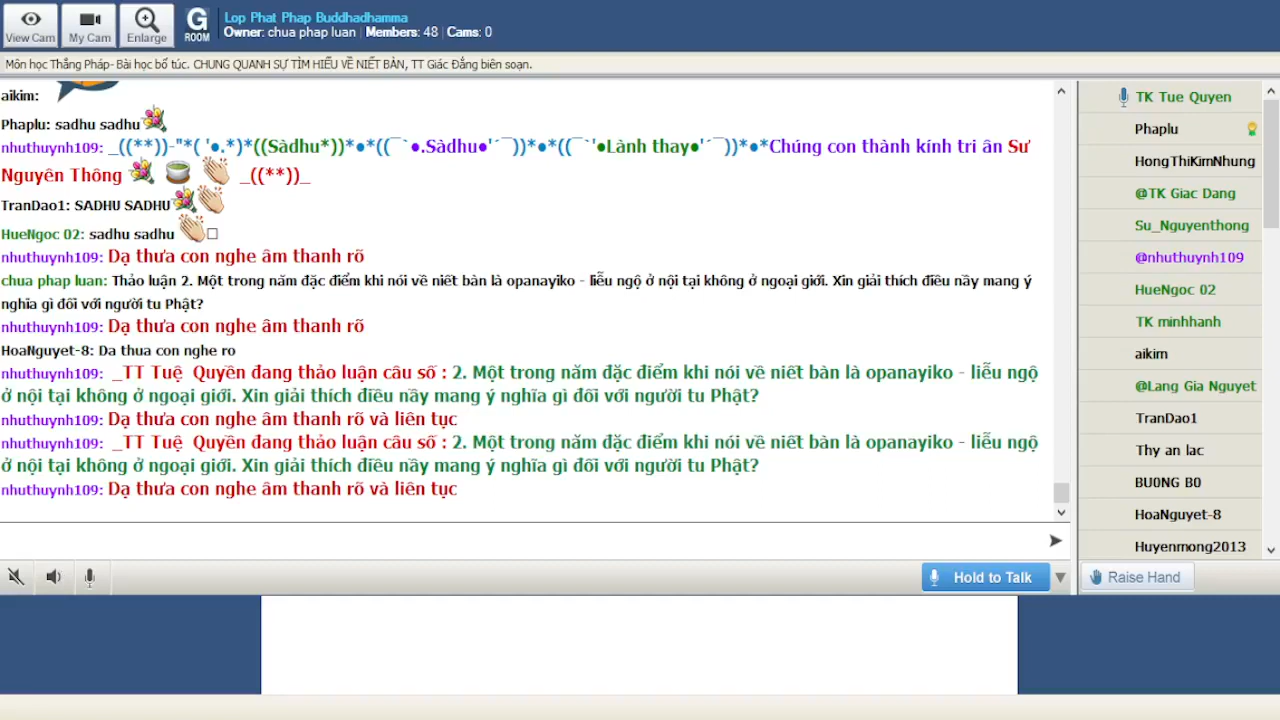 View Cam
My Cam
Enlarge
G
ROOM
Lop Phat Phap Buddhadhamma
Owner: chua phap luan | Members: 48 | Cams: 0
Môn học Thắng Pháp- Bài học bổ túc. CHUNG QUANH SỰ TÌM HIỂU VỀ NIẾT BÀN, TT Giác Đẳng biên soạn.
aikim:
Phaplu: sadhu sadhu
nhuthuynh109: _((**))-"*( '●.*)*((Sàdhu*))*●*((¯`●.Sàdhu●'´¯))*●*((¯`'●Lành thay●'´¯))*●*Chúng con thành kính tri ân Sư
Nguyên Thông _((**))_
TranDao1: SADHU SADHU
HueNgoc 02: sadhu sadhu
nhuthuynh109: Dạ thưa con nghe âm thanh rõ
chua phap luan: Thảo luận 2. Một trong năm đặc điểm khi nói về niết bàn là opanayiko - liễu ngộ ở nội tại không ở ngoại giới. Xin giải thích điều nầy mang ý
nghĩa gì đối với người tu Phật?
nhuthuynh109: Dạ thưa con nghe âm thanh rõ
HoaNguyet-8: Da thua con nghe ro
nhuthuynh109: _TT Tuệ Quyền đang thảo luận câu số : 2. Một trong năm đặc điểm khi nói về niết bàn là opanayiko - liễu ngộ
ở nội tại không ở ngoại giới. Xin giải thích điều nầy mang ý nghĩa gì đối với người tu Phật?
nhuthuynh109: Dạ thưa con nghe âm thanh rõ và liên tục
nhuthuynh109: _TT Tuệ Quyền đang thảo luận câu số : 2. Một trong năm đặc điểm khi nói về niết bàn là opanayiko - liễu ngộ
ở nội tại không ở ngoại giới. Xin giải thích điều nầy mang ý nghĩa gì đối với người tu Phật?
nhuthuynh109: Dạ thưa con nghe âm thanh rõ và liên tục
TK Tue Quyen
Phaplu
HongThiKimNhung
@TK Giac Dang
Su_Nguyenthong
@nhuthuynh109
HueNgoc 02
TK minhhanh
aikim
@Lang Gia Nguyet
TranDao1
Thy an lac
BU0NG B0
HoaNguyet-8
Huyenmong2013
Hold to Talk
Raise Hand